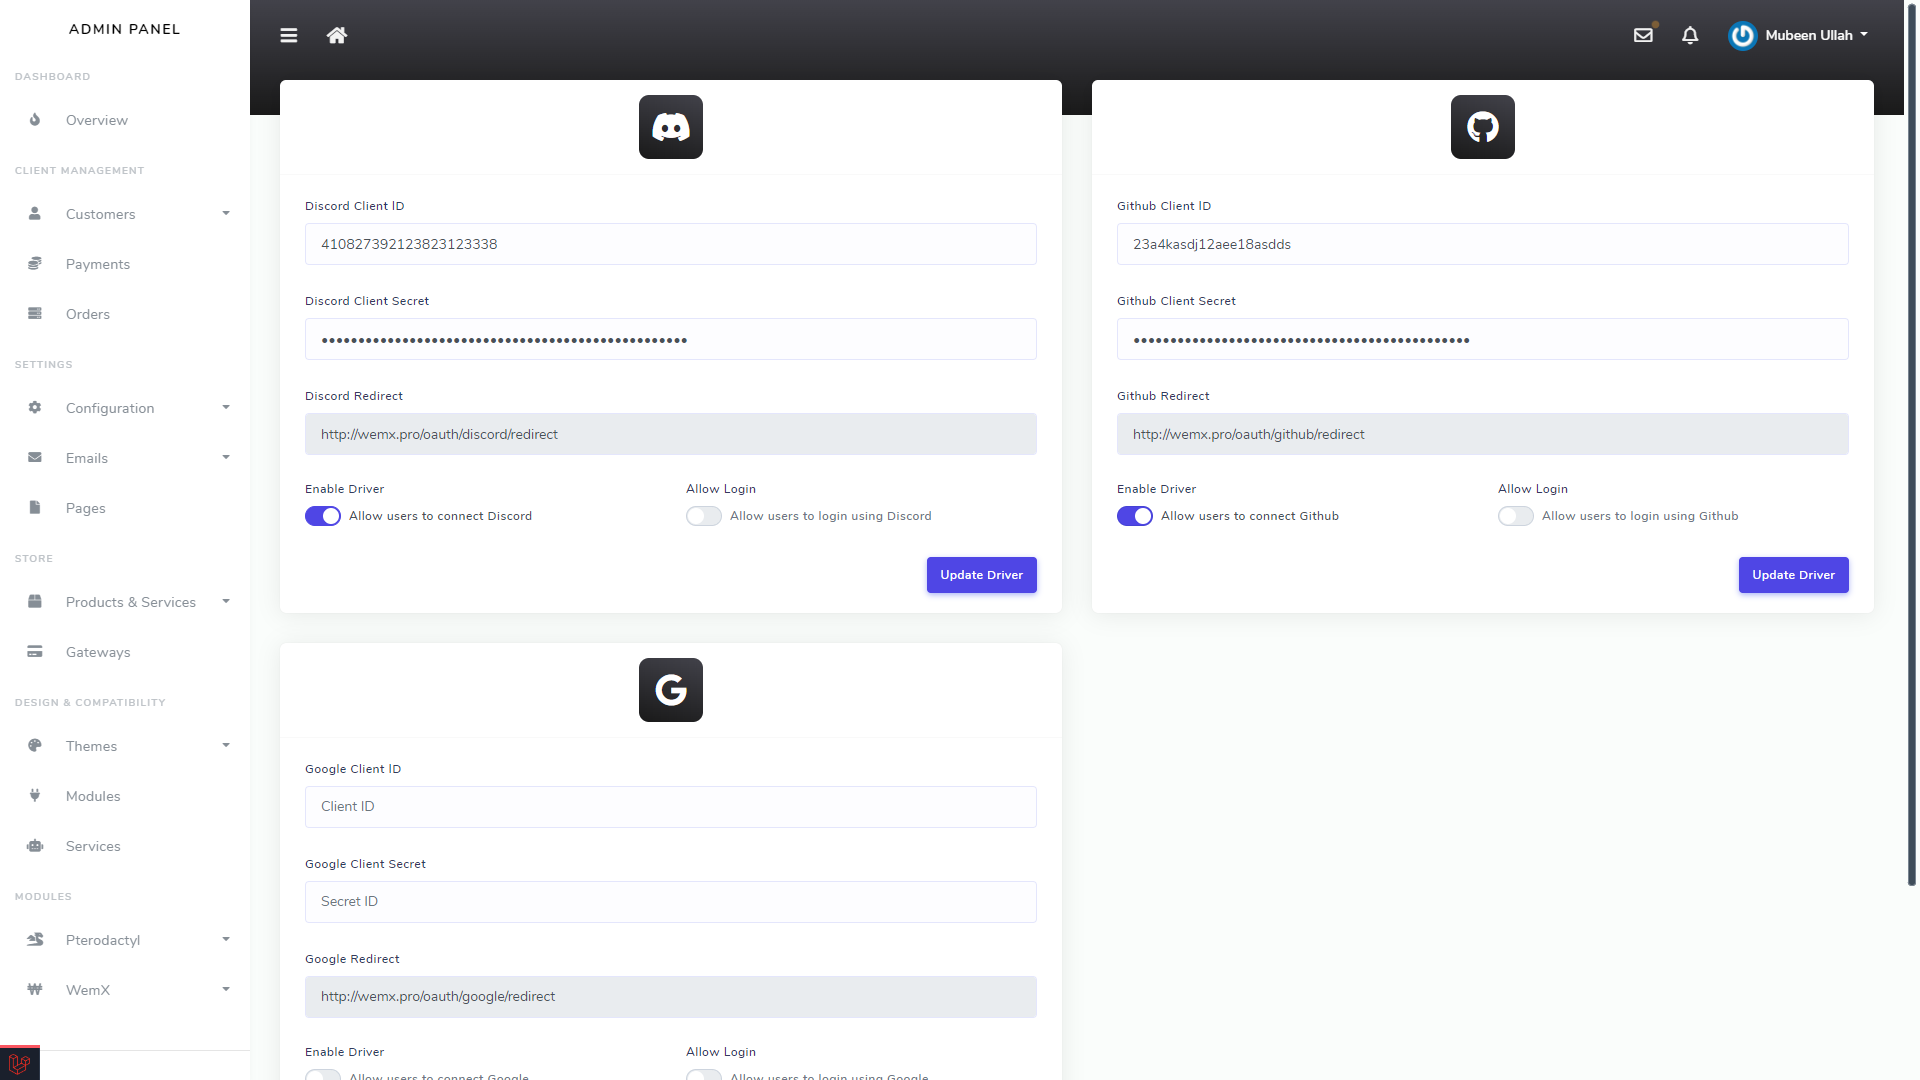 ADMIN PANEL
DASHBOARD
Overview
CLIENT MANAGEMENT
Customers
Payments
Orders
SETTINGS
Configuration
Emails
Pages
STORE
Products & Services
Gateways
DESIGN & COMPATIBILITY
Themes
Modules
Services
MODULES
Pterodactyl
WemX
Mubeen Ullah
Discord Client ID
410827392123823123338
Discord Client Secret
••••••••••••••••••••••••••••••••••••••••••••••••••
Discord Redirect
http://wemx.pro/oauth/discord/redirect
Enable Driver
Allow users to connect Discord
Allow Login
Allow users to login using Discord
Update Driver
Github Client ID
23a4kasdj12aee18asdds
Github Client Secret
••••••••••••••••••••••••••••••••••••••••••••••
Github Redirect
http://wemx.pro/oauth/github/redirect
Enable Driver
Allow users to connect Github
Allow Login
Allow users to login using Github
Update Driver
G
Google Client ID
Client ID
Google Client Secret
Secret ID
Google Redirect
http://wemx.pro/oauth/google/redirect
Enable Driver
Allow users to connect Google
Allow Login
Allow users to login using Google